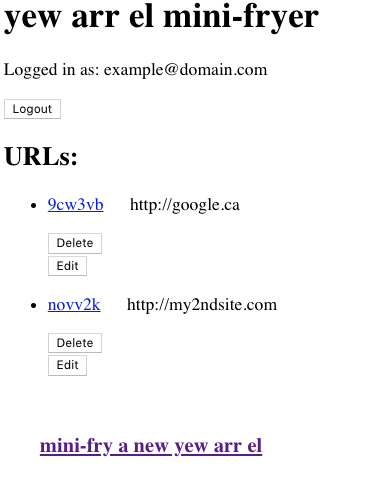 yew arr el mini-fryer
Logged in as: example@domain.com
Logout
URLs:
9cw3vb http://google.ca
Delete
Edit
novv2k http://my2ndsite.com
Delete
Edit
mini-fry a new yew arr el